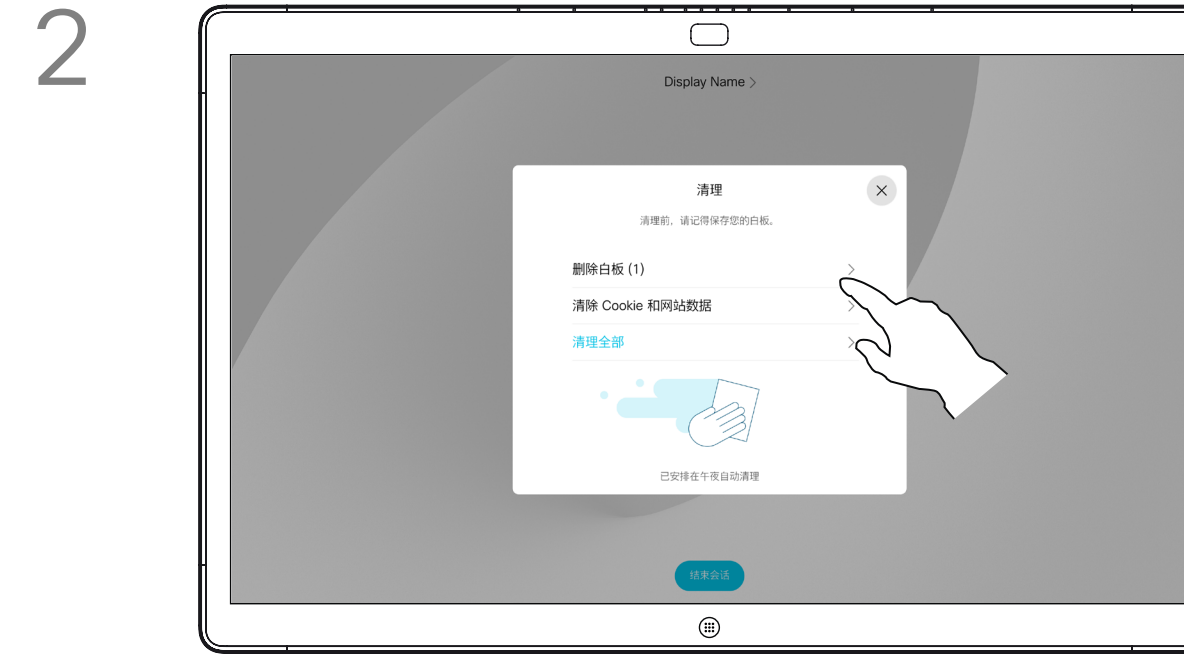 2
Display Name >
清理
清理前，请记得保存您的白板。
删除白板 (1)
清除 Cookie 和网站数据
清理全部
已安排在午夜自动清理
结束会话